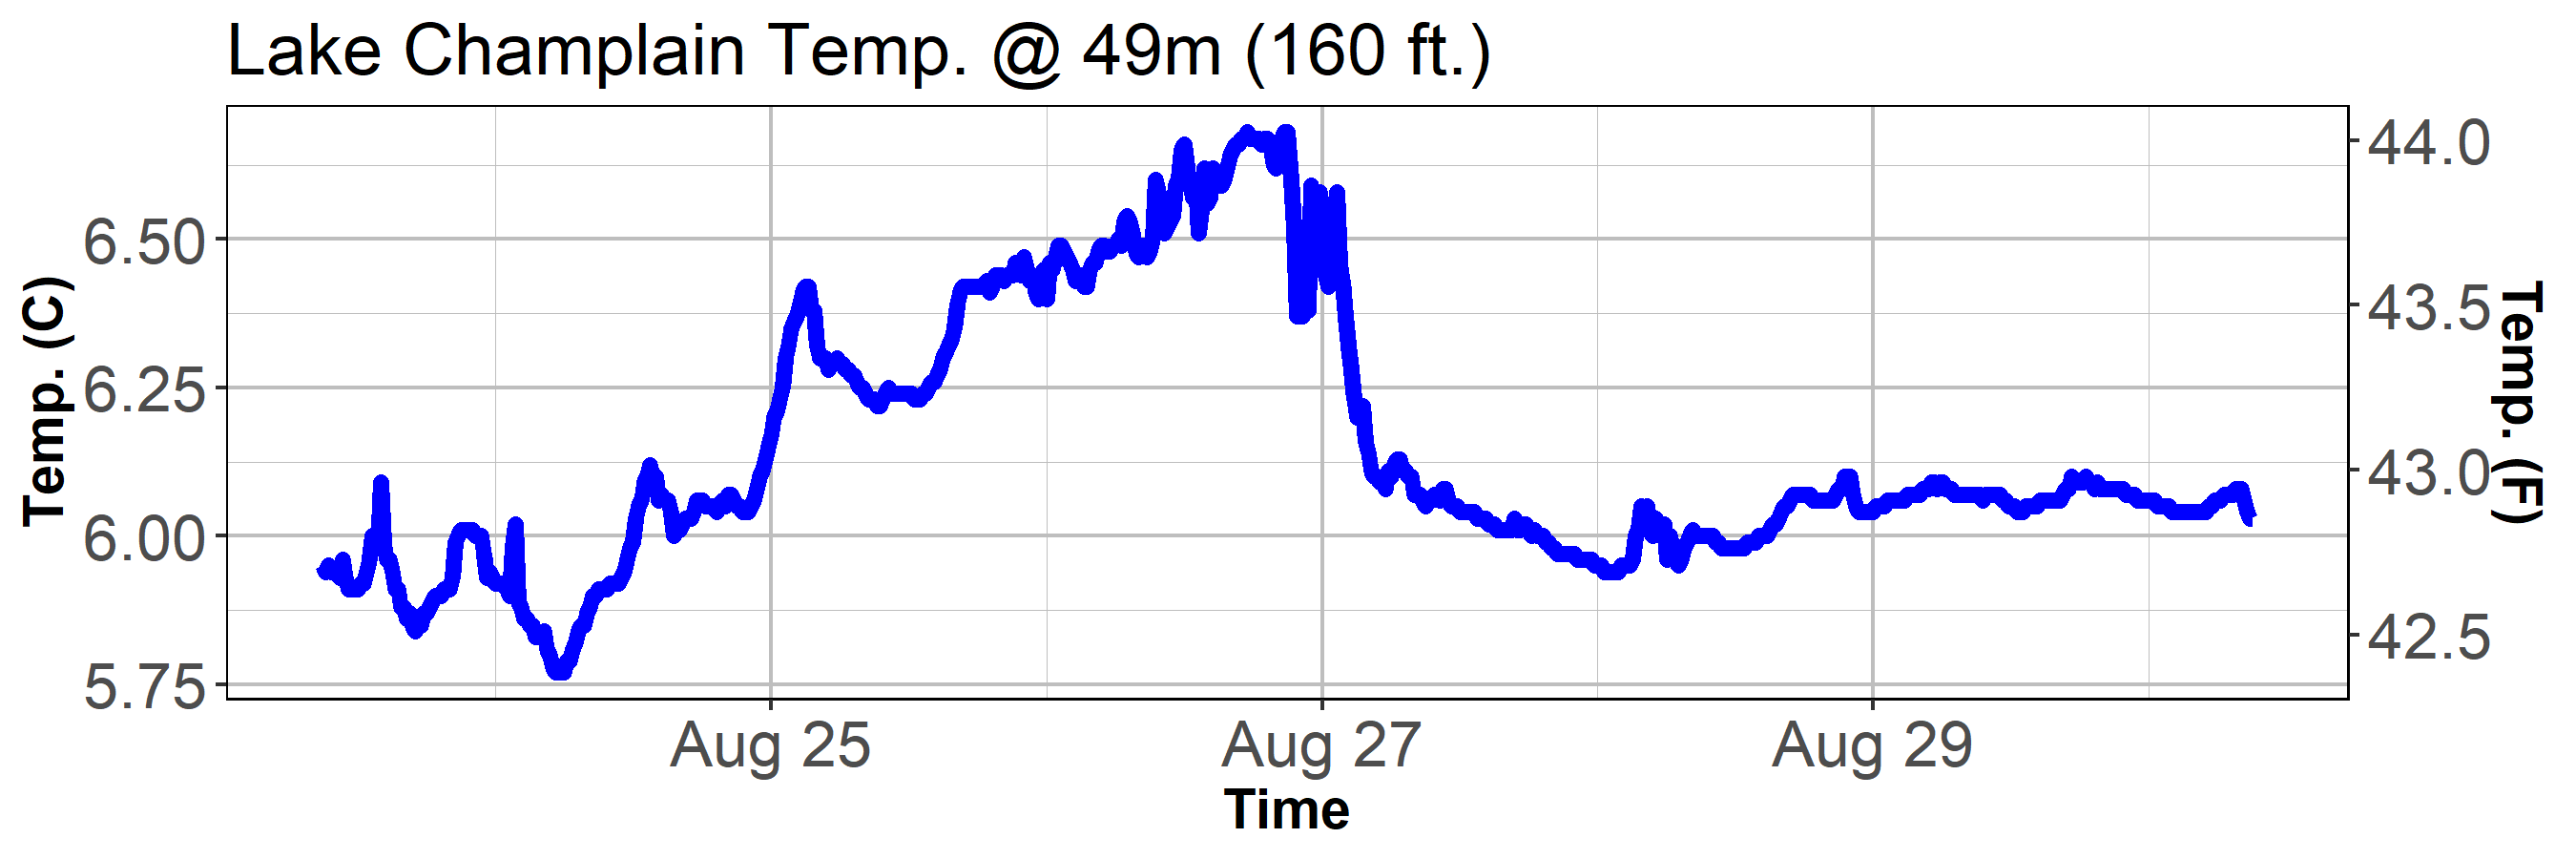 Lake Champlain Temp. @ 49m (160 ft.)
Temp. (C)
6.50
6.25
6.00
5.75
44.0
43.5
43.0
42.5
Temp. (F)
Aug 25 Aug 27 Aug 29
Time